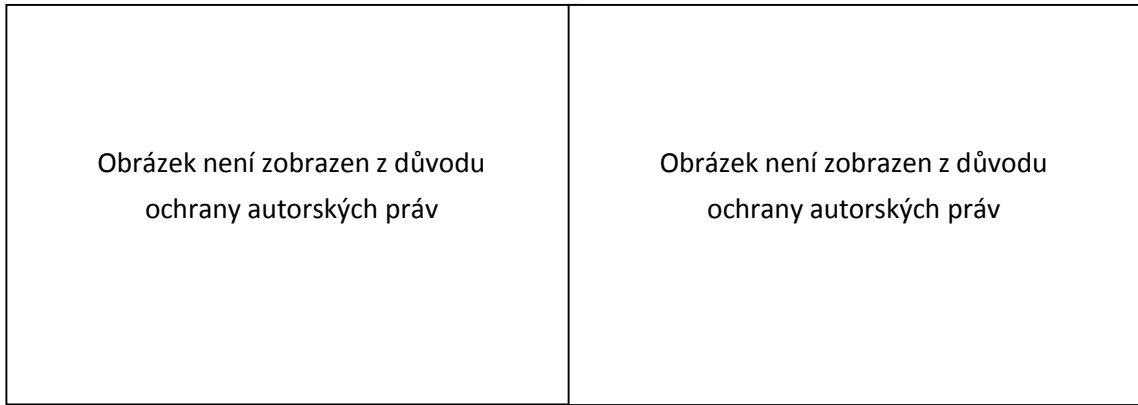 Obrázek není zobrazen z důvodu
ochrany autorských práv
Obrázek není zobrazen z důvodu
ochrany autorských práv